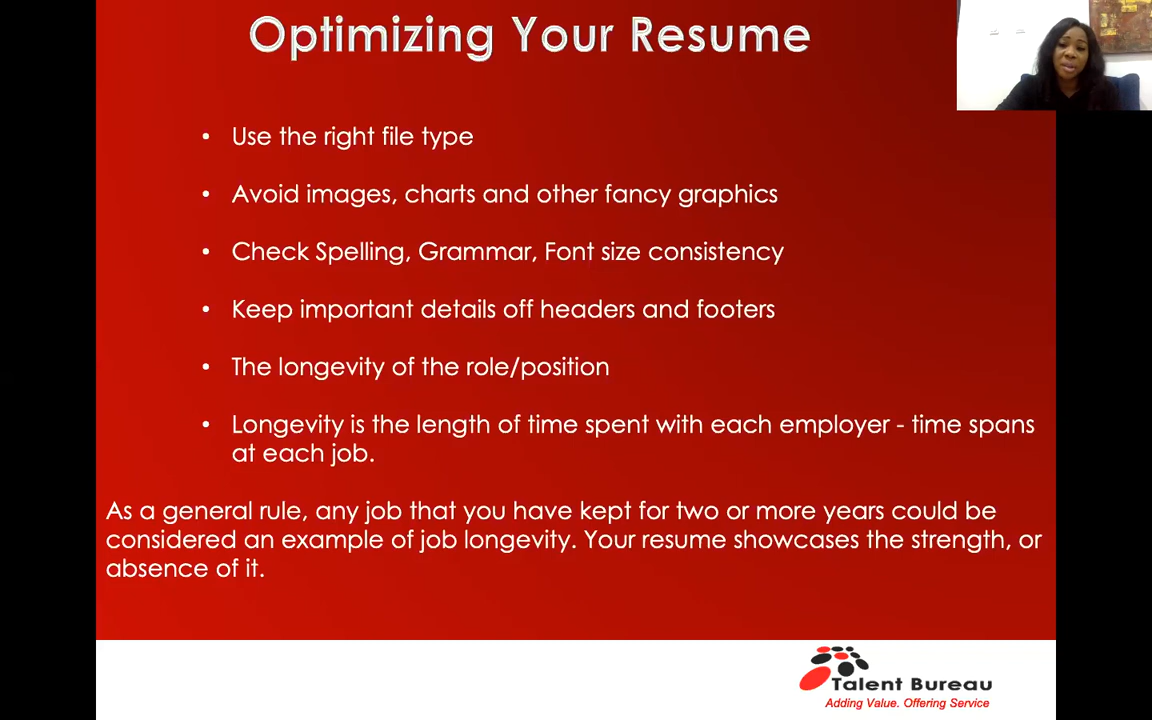 Optimizing Your Resume
• Use the right file type
• Avoid images, charts and other fancy graphics
• Check Spelling, Grammar, Font size consistency
• Keep important details off headers and footers
• The longevity of the role/position
• Longevity is the length of time spent with each employer - time spans
at each job.
As a general rule, any job that you have kept for two or more years could be
considered an example of job longevity. Your resume showcases the strength, or
absence of it.
Talent Bureau
Adding Value. Offering Service